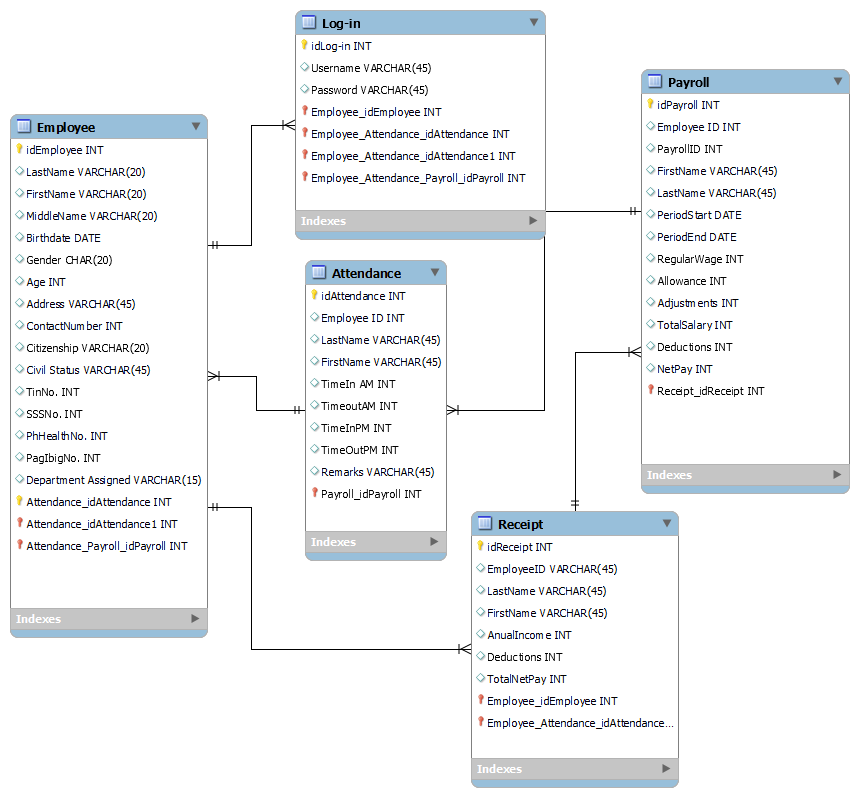 Log-in
idLog-in INT
Username VARCHAR(45)
Password VARCHAR(45)
Employee_idEmployee INT
Employee_Attendance_idAttendance INT
Employee_Attendance_idAttendance1 INT
Employee_Attendance_Payroll_idPayroll INT
Indexes
Payroll
idPayroll INT
Employee ID INT
PayrollID INT
FirstName VARCHAR(45)
LastName VARCHAR(45)
PeriodStart DATE
PeriodEnd DATE
RegularWage INT
Allowance INT
Adjustments INT
TotalSalary INT
Deductions INT
NetPay INT
Receipt_idReceipt INT
Indexes
Employee
idEmployee INT
LastName VARCHAR(20)
FirstName VARCHAR(20)
MiddleName VARCHAR(20)
Birthdate DATE
Gender CHAR(20)
Age INT
Address VARCHAR(45)
ContactNumber INT
Citizenship VARCHAR(20)
Civil Status VARCHAR(45)
TinNo. INT
SSSNo. INT
PhHealthNo. INT
PagIbigNo. INT
Department Assigned VARCHAR(15)
Attendance_idAttendance INT
Attendance_idAttendance1 INT
Attendance_Payroll_idPayroll INT
Indexes
Attendance
idAttendance INT
Employee ID INT
LastName VARCHAR(45)
FirstName VARCHAR(45)
TimeIn AM INT
TimeoutAM INT
TimeInPM INT
TimeOutPM INT
Remarks VARCHAR(45)
Payroll_idPayroll INT
Indexes
Receipt
idReceipt INT
EmployeeID VARCHAR(45)
LastName VARCHAR(45)
FirstName VARCHAR(45)
AnualIncome INT
Deductions INT
TotalNetPay INT
Employee_idEmployee INT
Employee_Attendance_idAttendance...
Indexes